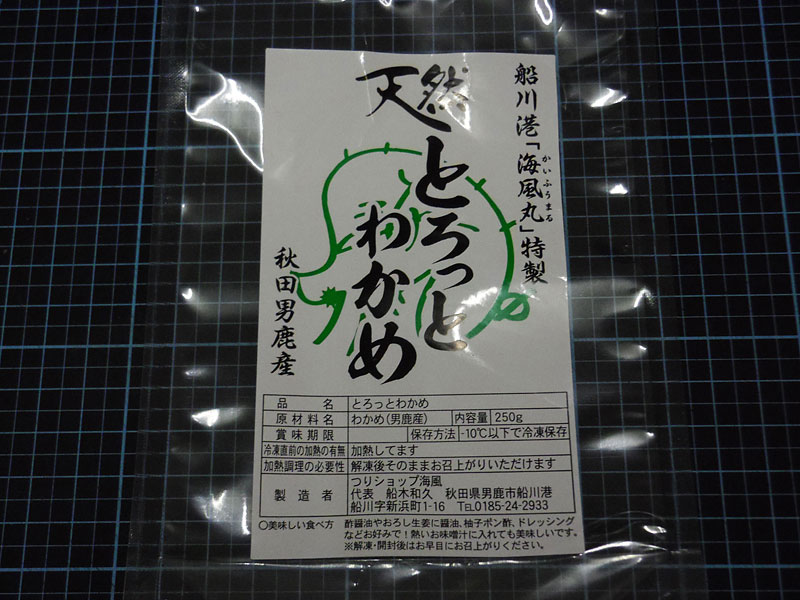 船川港「海風丸」特製
かいふうまる
天然
とろっと
わかめ
秋田男鹿産
品名 とろっとわかめ
原材料名 わかめ(男鹿産) 内容量 250g
賞味期限 保存方法 -10℃以下で冷凍保存
冷凍直前の加熱の有無 加熱してます
加熱調理の必要性 解凍後そのままお召上がりいただけます
製造者 つりショップ海風
代表 船木和久 秋田県男鹿市船川港
船川字新浜町1-16 TEL0185-24-2933
○美味しい食べ方 酢醤油やおろし生姜に醤油、柚子ポン酢、ドレッシング
などお好みで!熱いお味噌汁に入れても美味しいです。
※解凍・開封後はお早目にお召上がりください。